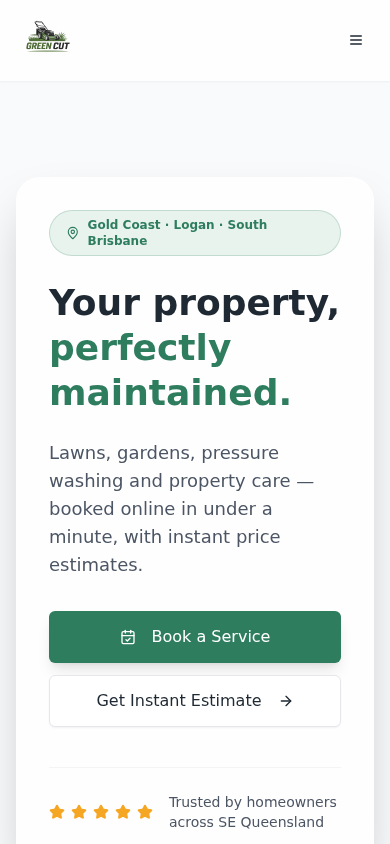 GREEN CUT
Gold Coast · Logan · South
Brisbane
Your property,
perfectly
maintained.
Lawns, gardens, pressure
washing and property care —
booked online in under a
minute, with instant price
estimates.
Book a Service
Get Instant Estimate
Trusted by homeowners
across SE Queensland